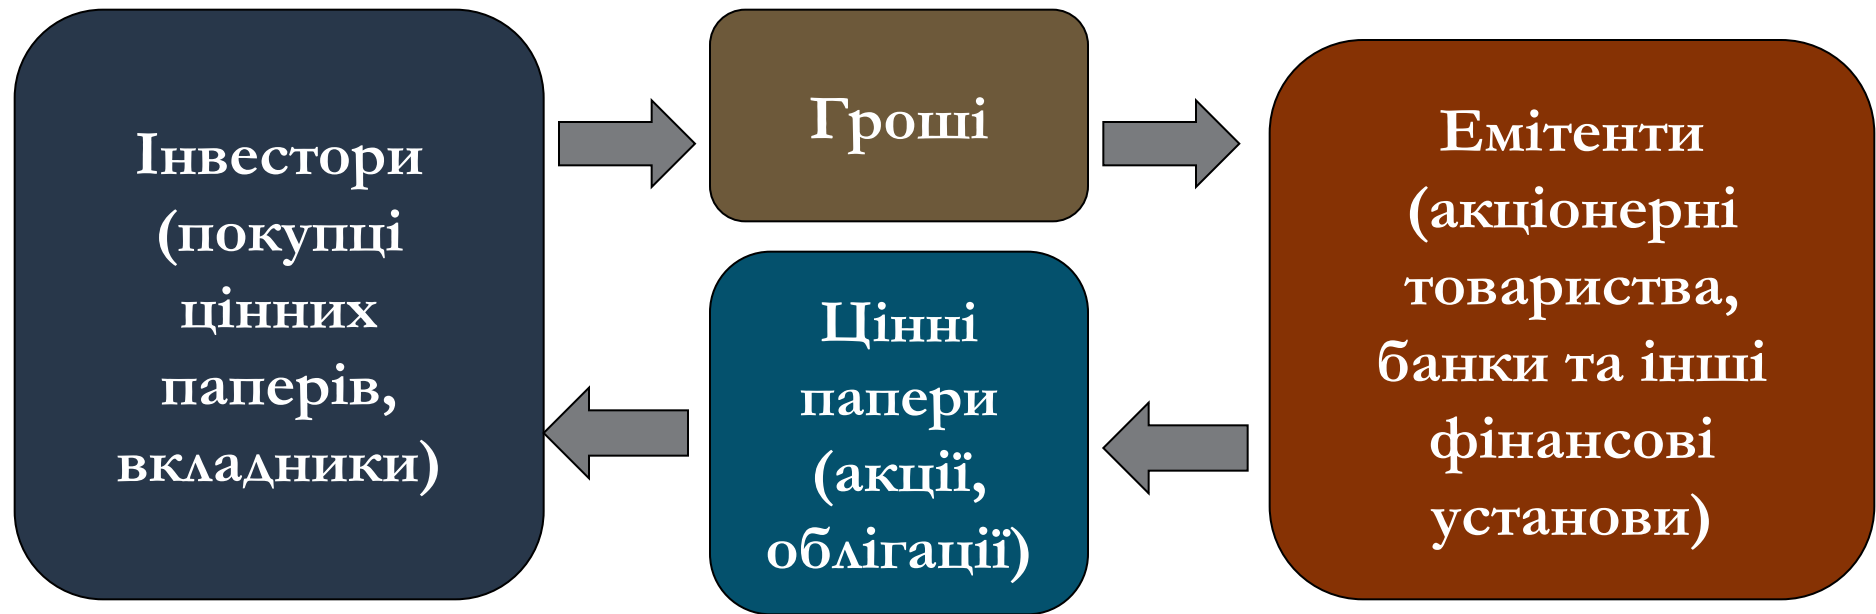 Інвестори
(покупці
цінних
паперів,
вкладники)
Гроші
Цінні
папери
(акції,
облігації)
Емітенти
(акціонерні
товариства,
банки та інші
фінансові
установи)